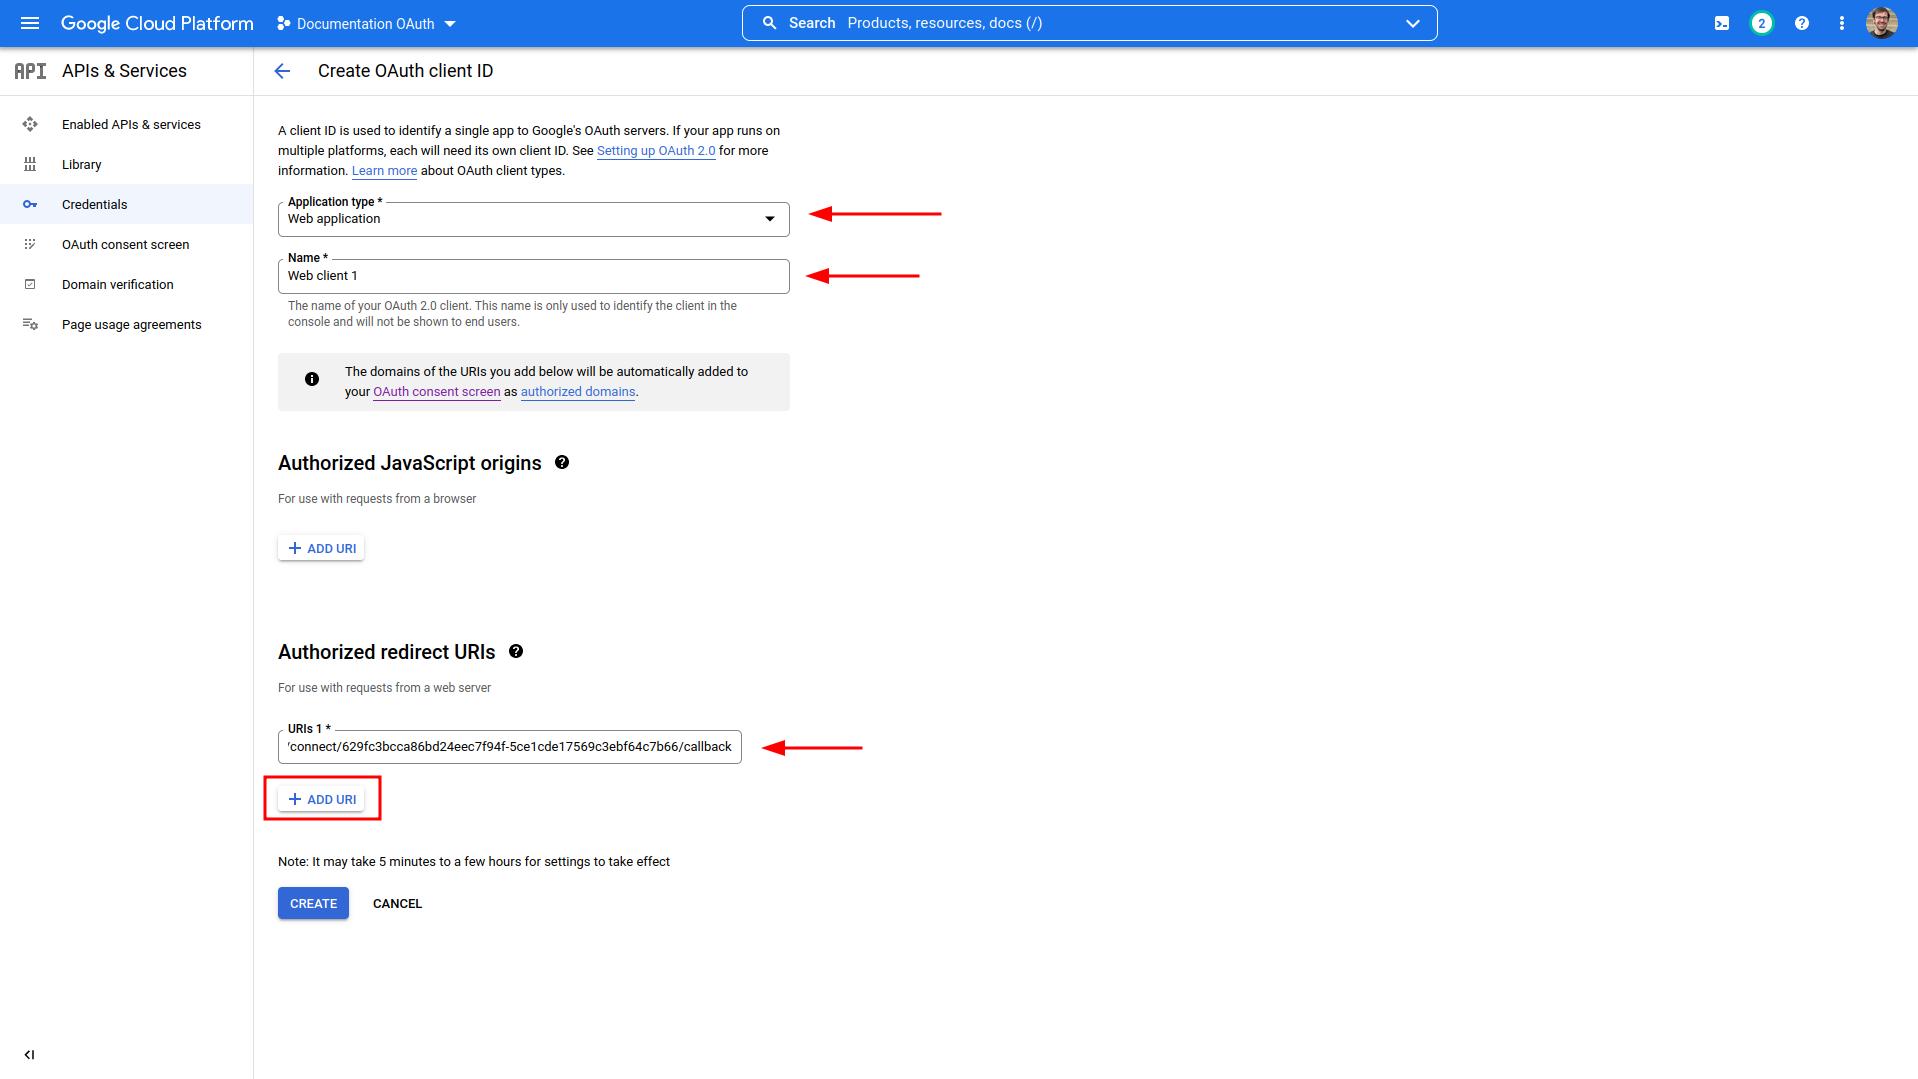 Google Cloud Platform
Documentation OAuth
Search Products, resources, docs (/)
2
API APIs & Services
Create OAuth client ID
Enabled APIs & services
Library
Credentials
OAuth consent screen
Domain verification
Page usage agreements
A client ID is used to identify a single app to Google's OAuth servers. If your app runs on
multiple platforms, each will need its own client ID. See Setting up OAuth 2.0 for more
information. Learn more about OAuth client types.
Application type *
Web application
Name *
Web client 1
The name of your OAuth 2.0 client. This name is only used to identify the client in the
console and will not be shown to end users.
The domains of the URIs you add below will be automatically added to
your OAuth consent screen as authorized domains.
Authorized JavaScript origins
For use with requests from a browser
+ ADD URI
Authorized redirect URIs
For use with requests from a web server
URIs 1 *
/connect/629fc3bcca86bd24eec7f94f-5ce1cde17569c3ebf64c7b66/callback
+ ADD URI
Note: It may take 5 minutes to a few hours for settings to take effect
CREATE
CANCEL